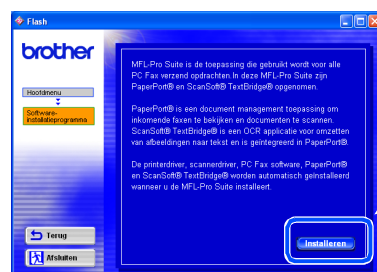 Flash
brother
Hoofdmenu
Software-
installatieprogramma
MFL-Pro Suite is de toepassing die gebruikt wordt voor alle
PC Fax verzend opdrachten.In deze MFL-Pro Suite zijn
PaperPort® en ScanSoft® TextBridge® opgenomen.
PaperPort® is een document management toepassing om
inkomende faxen te bekijken en documenten te scannen.
ScanSoft® TextBridge® is een OCR applicatie voor omzetten
van afbeeldingen naar tekst en is geïntegreerd in PaperPort®.
De printerdriver, scannerdriver, PC Fax software, PaperPort®
en ScanSoft® TextBridge® worden automatisch geïnstalleerd
wanneer u de MFL-Pro Suite installeert.
Terug
Afsluiten
Installeren